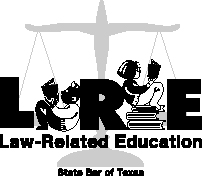 LRE
Law-Related Education
State Bar of Texas